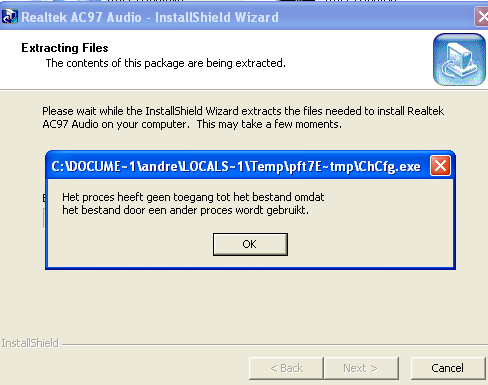 Realtek AC97 Audio - InstallShield Wizard
Extracting Files
The contents of this package are being extracted.
Please wait while the InstallShield Wizard extracts the files needed to install Realtek
AC97 Audio on your computer. This may take a few moments.
C:\DOCUME~1\andre\LOCALS~1\Temp\pft7E~tmp\ChCfg.exe
Het proces heeft geen toegang tot het bestand omdat
het bestand door een ander proces wordt gebruikt.
OK
InstallShield
< Back
Next >
Cancel